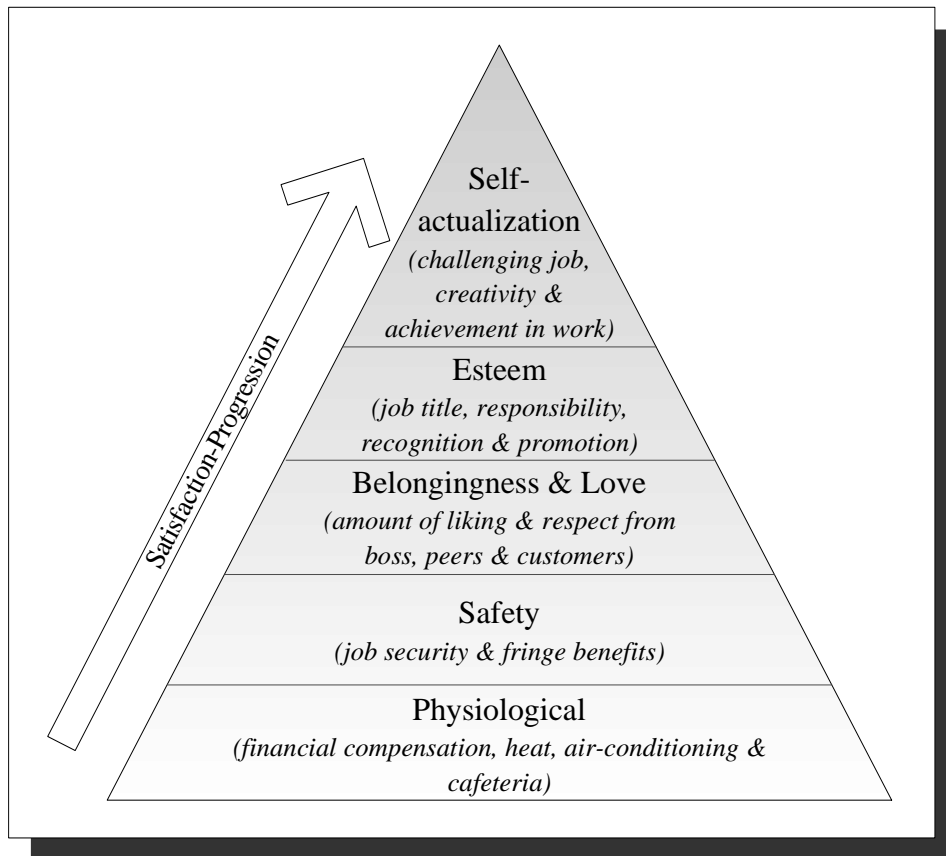 Self-
actualization
(challenging job,
creativity &
achievement in work)
Esteem
(job title, responsibility,
recognition & promotion)
Belongingness & Love
(amount of liking & respect from
boss, peers & customers)
Safety
(job security & fringe benefits)
Physiological
(financial compensation, heat, air-conditioning &
cafeteria)
Satisfaction-Progression